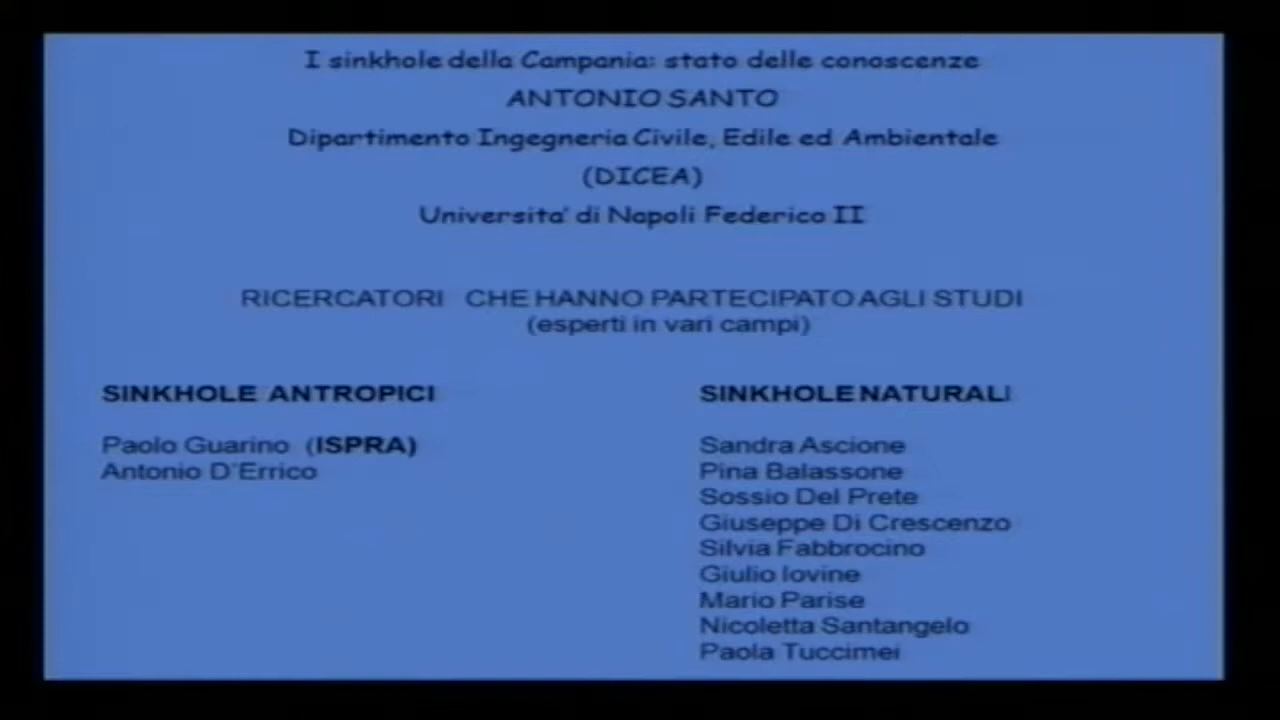 I sinkhole della Campania: stato delle conoscenze
ANTONIO SANTO
Dipartimento Ingegneria Civile, Edile ed Ambientale
(DICEA)
Universita' di Napoli Federico II
RICERCATORI CHE HANNO PARTECIPATO AGLI STUDI
(esperti in vari campi)
SINKHOLE ANTROPICI
Paolo Guarino (ISPRA)
Antonio D'Errico
SINKHOLE NATURALI
Sandra Ascione
Pina Balassone
Sossio Del Prete
Giuseppe Di Crescenzo
Silvia Fabbrocino
Giulio Iovine
Mario Parise
Nicoletta Santangelo
Paola Tuccimei